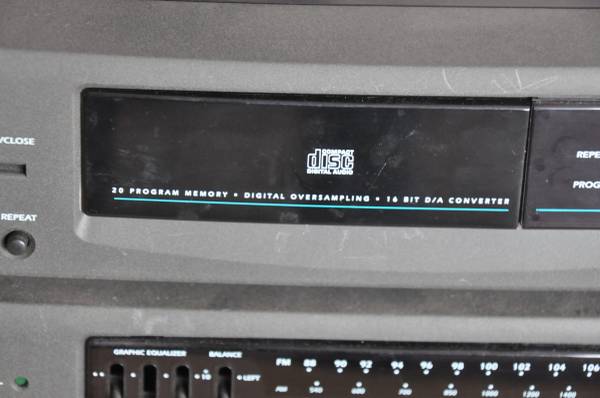 /CLOSE
REPEAT
COMPACT
disc
DIGITAL AUDIO
20 PROGRAM MEMORY • DIGITAL OVERSAMPLING • 16 BIT D/A CONVERTER
REPE
PROG
GRAPHIC EQUALIZER BALANCE
10 LEFT
FM 88 90 92 94 96 98 100 102 104 106
AM 540 600 700 850 1000 1200 1400